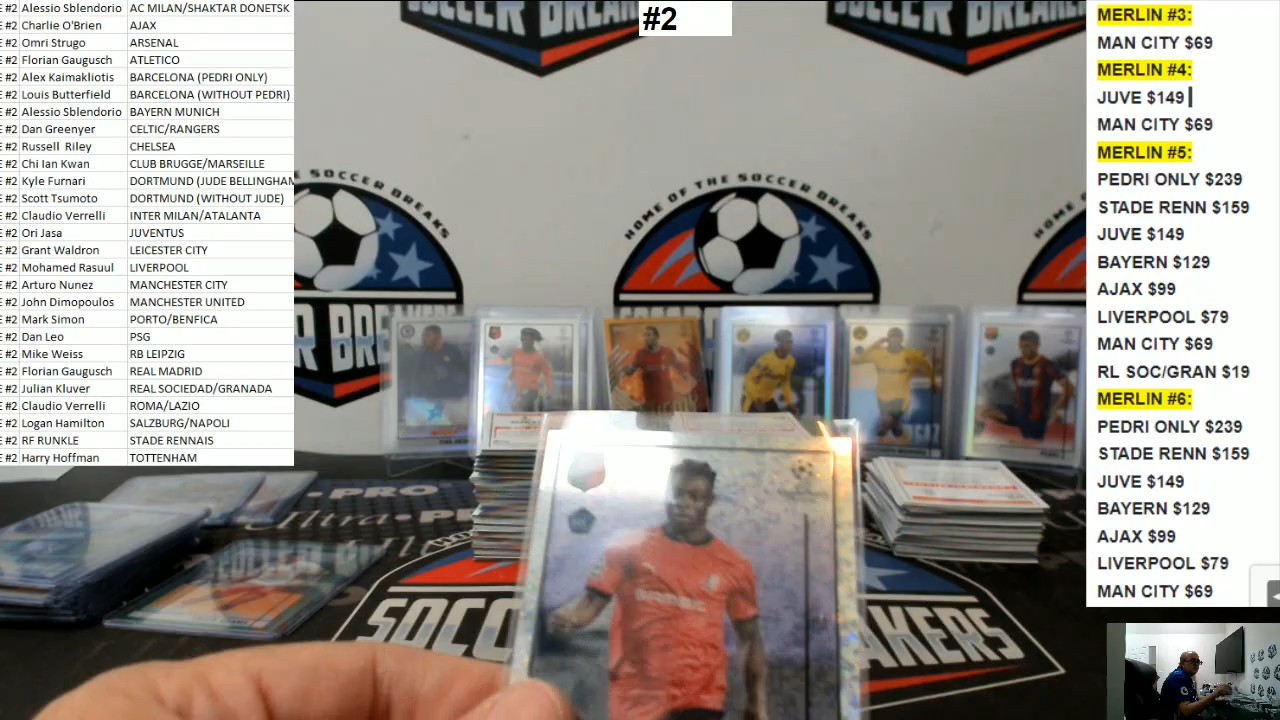 #2 Alessio Sblendorio AC MILAN/SHAKTAR DONETSK
#2 Charlie O'Brien AJAX
#2 Omri Strugo ARSENAL
#2 Florian Gaugusch ATLETICO
#2 Alex Kaimakliotis BARCELONA (PEDRI ONLY)
#2 Louis Butterfield BARCELONA (WITHOUT PEDRI)
#2 Alessio Sblendorio BAYERN MUNICH
#2 Dan Greenyer CELTIC/RANGERS
#2 Russell Riley CHELSEA
#2 Chi Ian Kwan CLUB BRUGGE/MARSEILLE
#2 Kyle Furnari DORTMUND (JUDE BELLINGHAM
#2 Scott Tsumoto DORTMUND (WITHOUT JUDE)
#2 Claudio Verrelli INTER MILAN/ATALANTA
#2 Ori Jasa JUVENTUS
#2 Grant Waldron LEICESTER CITY
#2 Mohamed Rasuul LIVERPOOL
#2 Arturo Nunez MANCHESTER CITY
#2 John Dimopoulos MANCHESTER UNITED
#2 Mark Simon PORTO/BENFICA
#2 Dan Leo PSG
#2 Mike Weiss RB LEIPZIG
#2 Florian Gaugusch REAL MADRID
#2 Julian Kluver REAL SOCIEDAD/GRANADA
#2 Claudio Verrelli ROMA/LAZIO
#2 Logan Hamilton SALZBURG/NAPOLI
#2 RF RUNKLE STADE RENNAIS
#2 Harry Hoffman TOTTENHAM
#2
SOCCER BREAKERS
HOME OF THE SOCCER BREAKS
MERLIN #3:
MAN CITY $69
MERLIN #4:
JUVE $149
MAN CITY $69
MERLIN #5:
PEDRI ONLY $239
STADE RENN $159
JUVE $149
BAYERN $129
AJAX $99
LIVERPOOL $79
MAN CITY $69
RL SOC/GRAN $19
MERLIN #6:
PEDRI ONLY $239
STADE RENN $159
JUVE $149
BAYERN $129
AJAX $99
LIVERPOOL $79
MAN CITY $69